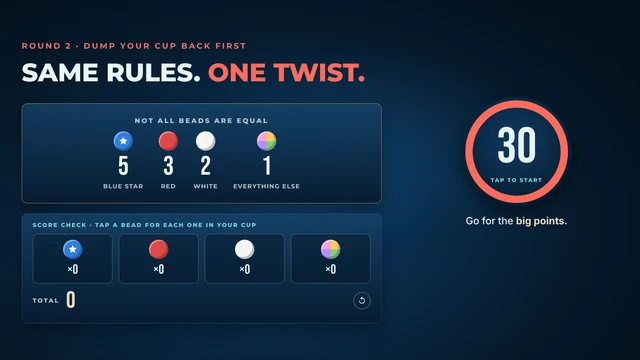 ROUND 2 - DUMP YOUR CUP BACK FIRST
SAME RULES. ONE TWIST.
NOT ALL BEADS ARE EQUAL
5 3 2 1
BLUE STAR RED WHITE EVERYTHING ELSE
SCORE CHECK · TAP A BEAD FOR EACH ONE IN YOUR CUP
×0 ×0 ×0 ×0
TOTAL 0
30
TAP TO START
Go for the big points.